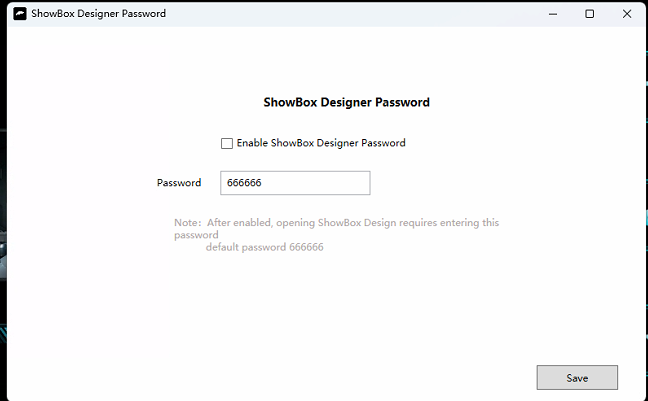 ShowBox Designer Password
ShowBox Designer Password
Enable ShowBox Designer Password
Password 666666
Note: After enabled, opening ShowBox Design requires entering this
password
default password 666666
Save